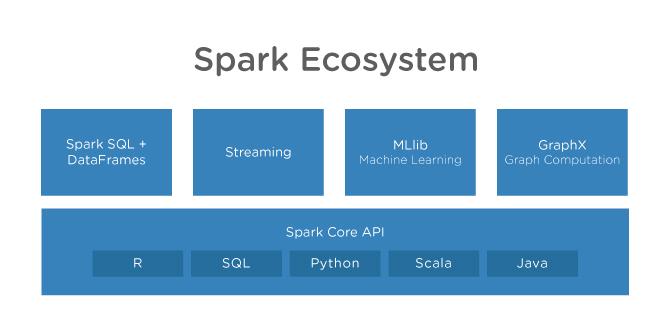 Spark Ecosystem
Spark SQL +
DataFrames
Streaming
MLlib
Machine Learning
GraphX
Graph Computation
Spark Core API
R
SQL
Python
Scala
Java